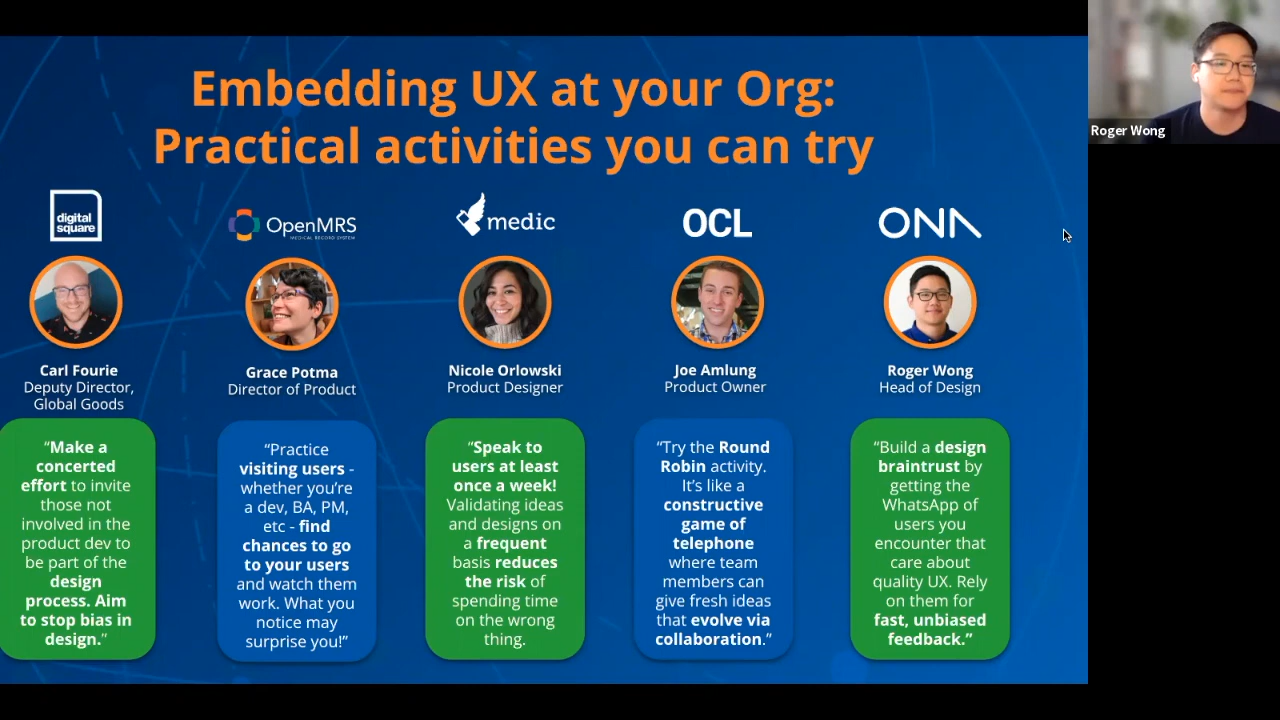 Embedding UX at your Org:
Practical activities you can try
Roger Wong
digital
square
OpenMRS
MEDICAL RECORD SYSTEM
medic
OCL
ONA
Carl Fourie
Deputy Director,
Global Goods
Grace Potma
Director of Product
Nicole Orlowski
Product Designer
Joe Amlung
Product Owner
Roger Wong
Head of Design
“Make a
concerted
effort to invite
those not
involved in the
product dev to
be part of the
design
process. Aim
to stop bias in
design.”
“Practice
visiting users -
whether you’re
a dev, BA, PM,
etc - find
chances to go
to your users
and watch them
work. What you
notice may
surprise you!”
“Speak to
users at least
once a week!
Validating ideas
and designs on
a frequent
basis reduces
the risk of
spending time
on the wrong
thing.
“Try the Round
Robin activity.
It’s like a
constructive
game of
telephone
where team
members can
give fresh ideas
that evolve via
collaboration.”
“Build a design
braintrust by
getting the
WhatsApp of
users you
encounter that
care about
quality UX. Rely
on them for
fast, unbiased
feedback.”